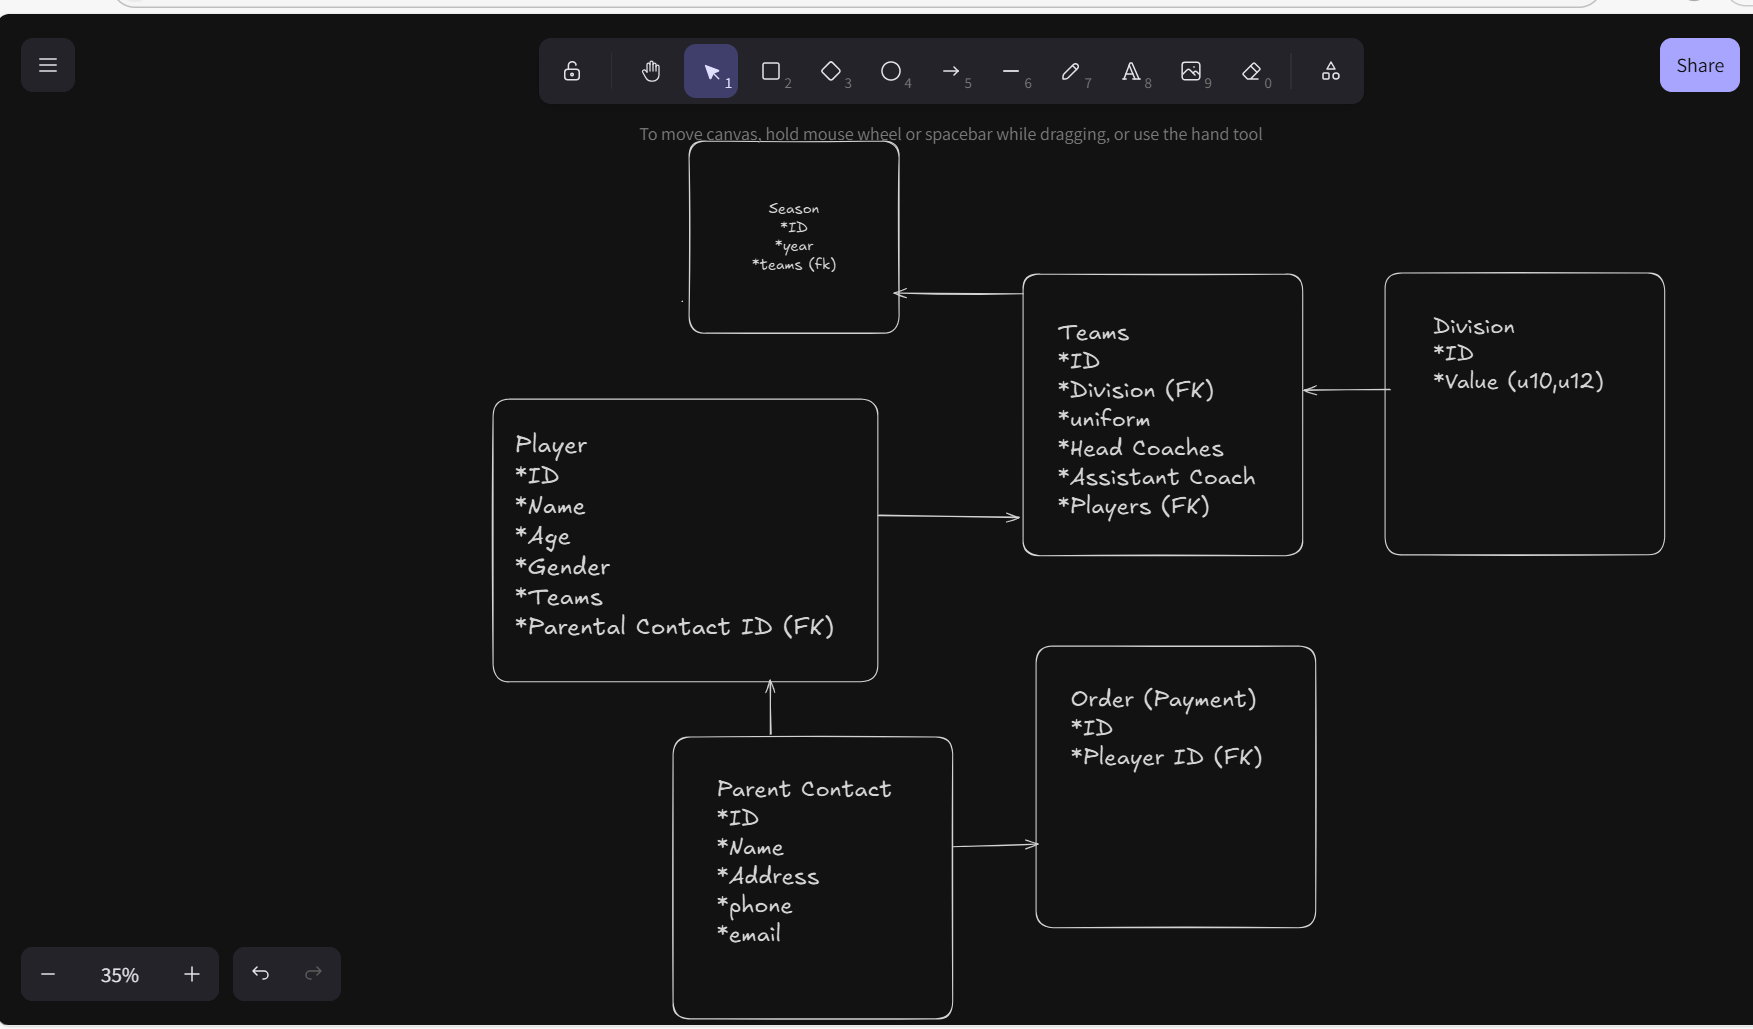 1
2
3
4
5
6
7
8
9
0
Share
To move canvas, hold mouse wheel or spacebar while dragging, or use the hand tool
Season
*ID
*year
*teams (fk)
Teams
*ID
*Division (FK)
*uniform
*Head Coaches
*Assistant Coach
*Players (FK)
Division
*ID
*Value (u10,u12)
Player
*ID
*Name
*Age
*Gender
*Teams
*Parental Contact ID (FK)
Order (Payment)
*ID
*Pleayer ID (FK)
Parent Contact
*ID
*Name
*Address
*phone
*email
35%